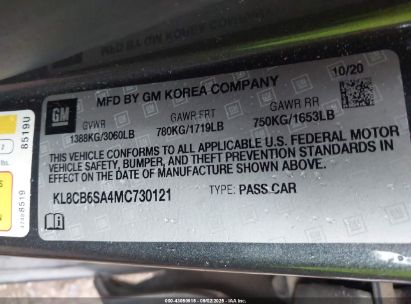 10/20
GM
MFD BY GM KOREA COMPANY
GVWR GAWR FRT GAWR RR
1388KG/3060LB 780KG/1719LB 750KG/1653LB
THIS VEHICLE CONFORMS TO ALL APPLICABLE U.S. FEDERAL MOTOR
VEHICLE SAFETY, BUMPER, AND THEFT PREVENTION STANDARDS IN
EFFECT ON THE DATE OF MANUFACTURE SHOWN ABOVE.
KL8CB6SA4MC730121 TYPE: PASS CAR
8519U
8519